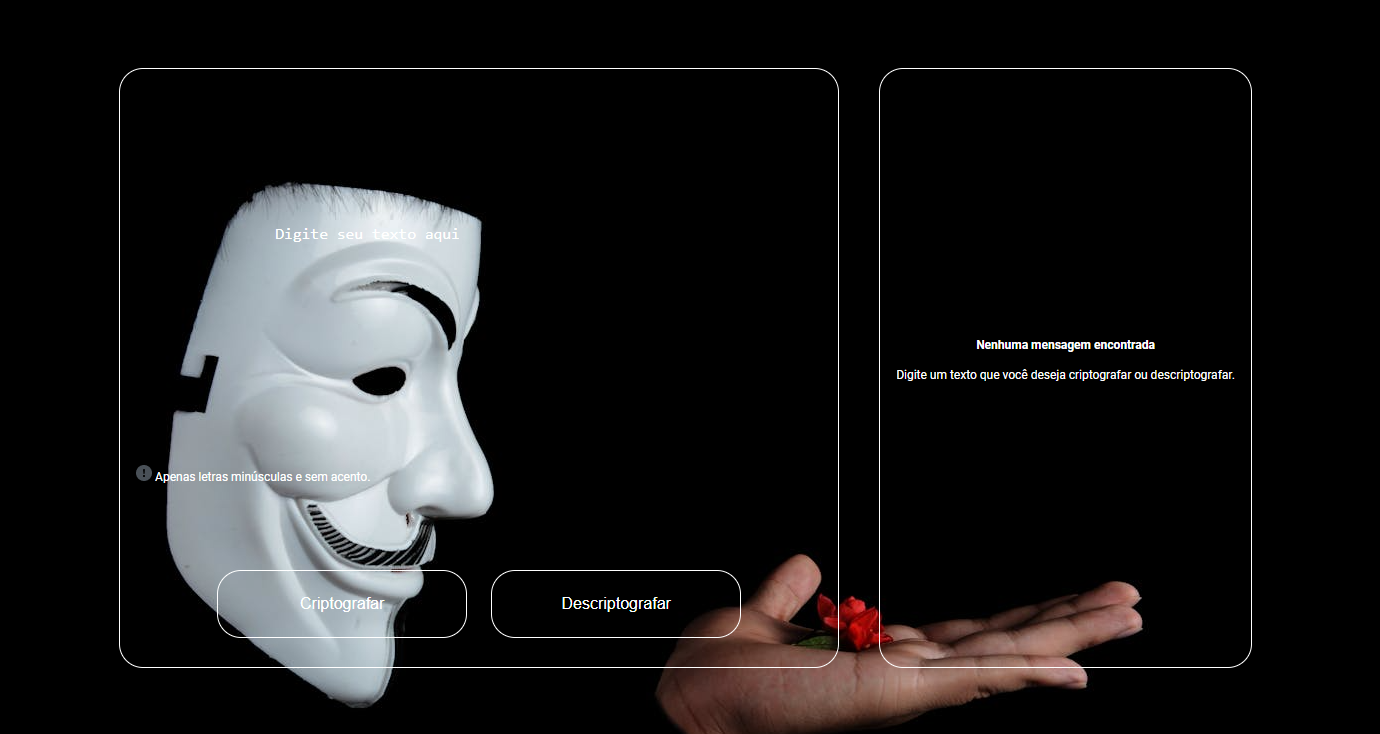 Digite seu texto aqui
Apenas letras minúsculas e sem acento.
Criptografar
Descriptografar
Nenhuma mensagem encontrada
Digite um texto que você deseja criptografar ou descriptografar.